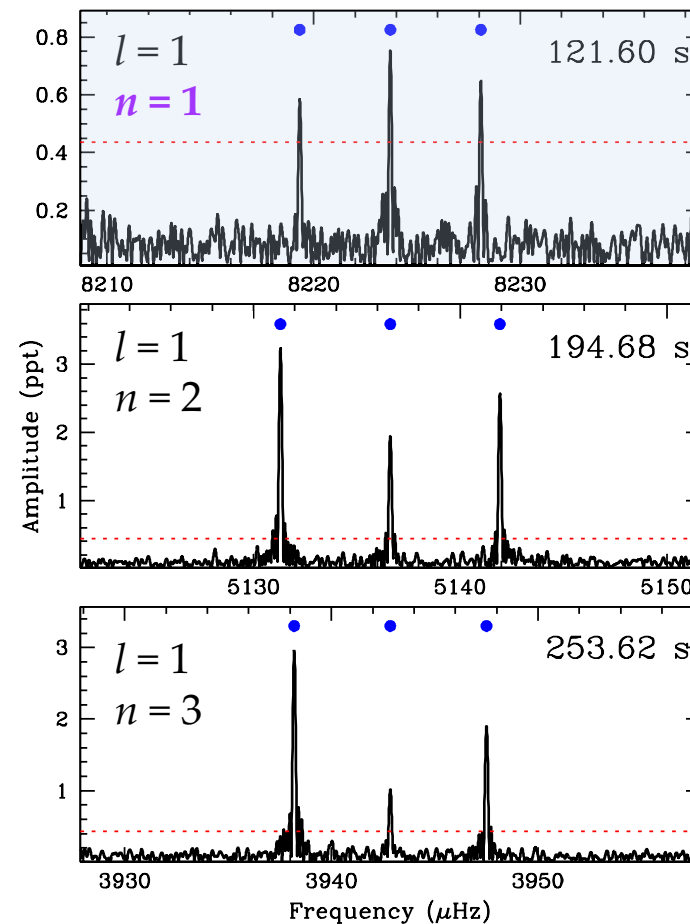 0.8
l = 1
121.60 s
0.6
n = 1
0.4
0.2
8210 8220 8230
l = 1
194.68 s
3
n = 2
2
1
5130 5140 5150
Amplitude (ppt)
l = 1
253.62 s
3
n = 3
2
1
3930 3940 3950
Frequency (μHz)